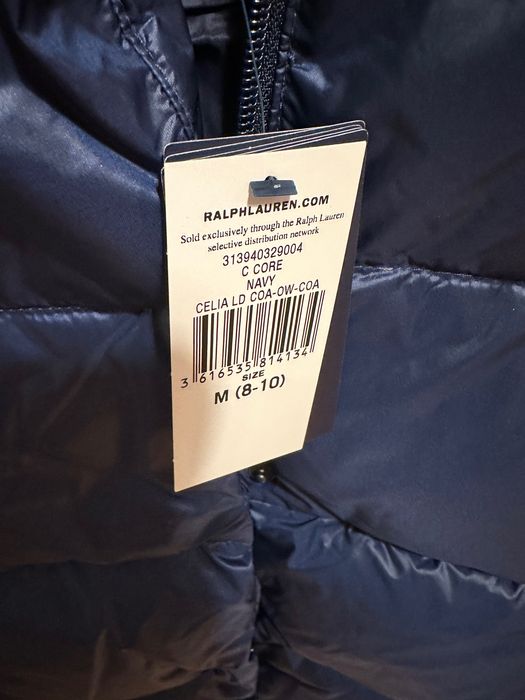 RALPHLAUREN.COM
Sold exclusively through the Ralph Lauren
selective distribution network
313940329004
C CORE
NAVY
CELIA LD COA-OW-COA
3 616535 814134
SIZE
M (8-10)